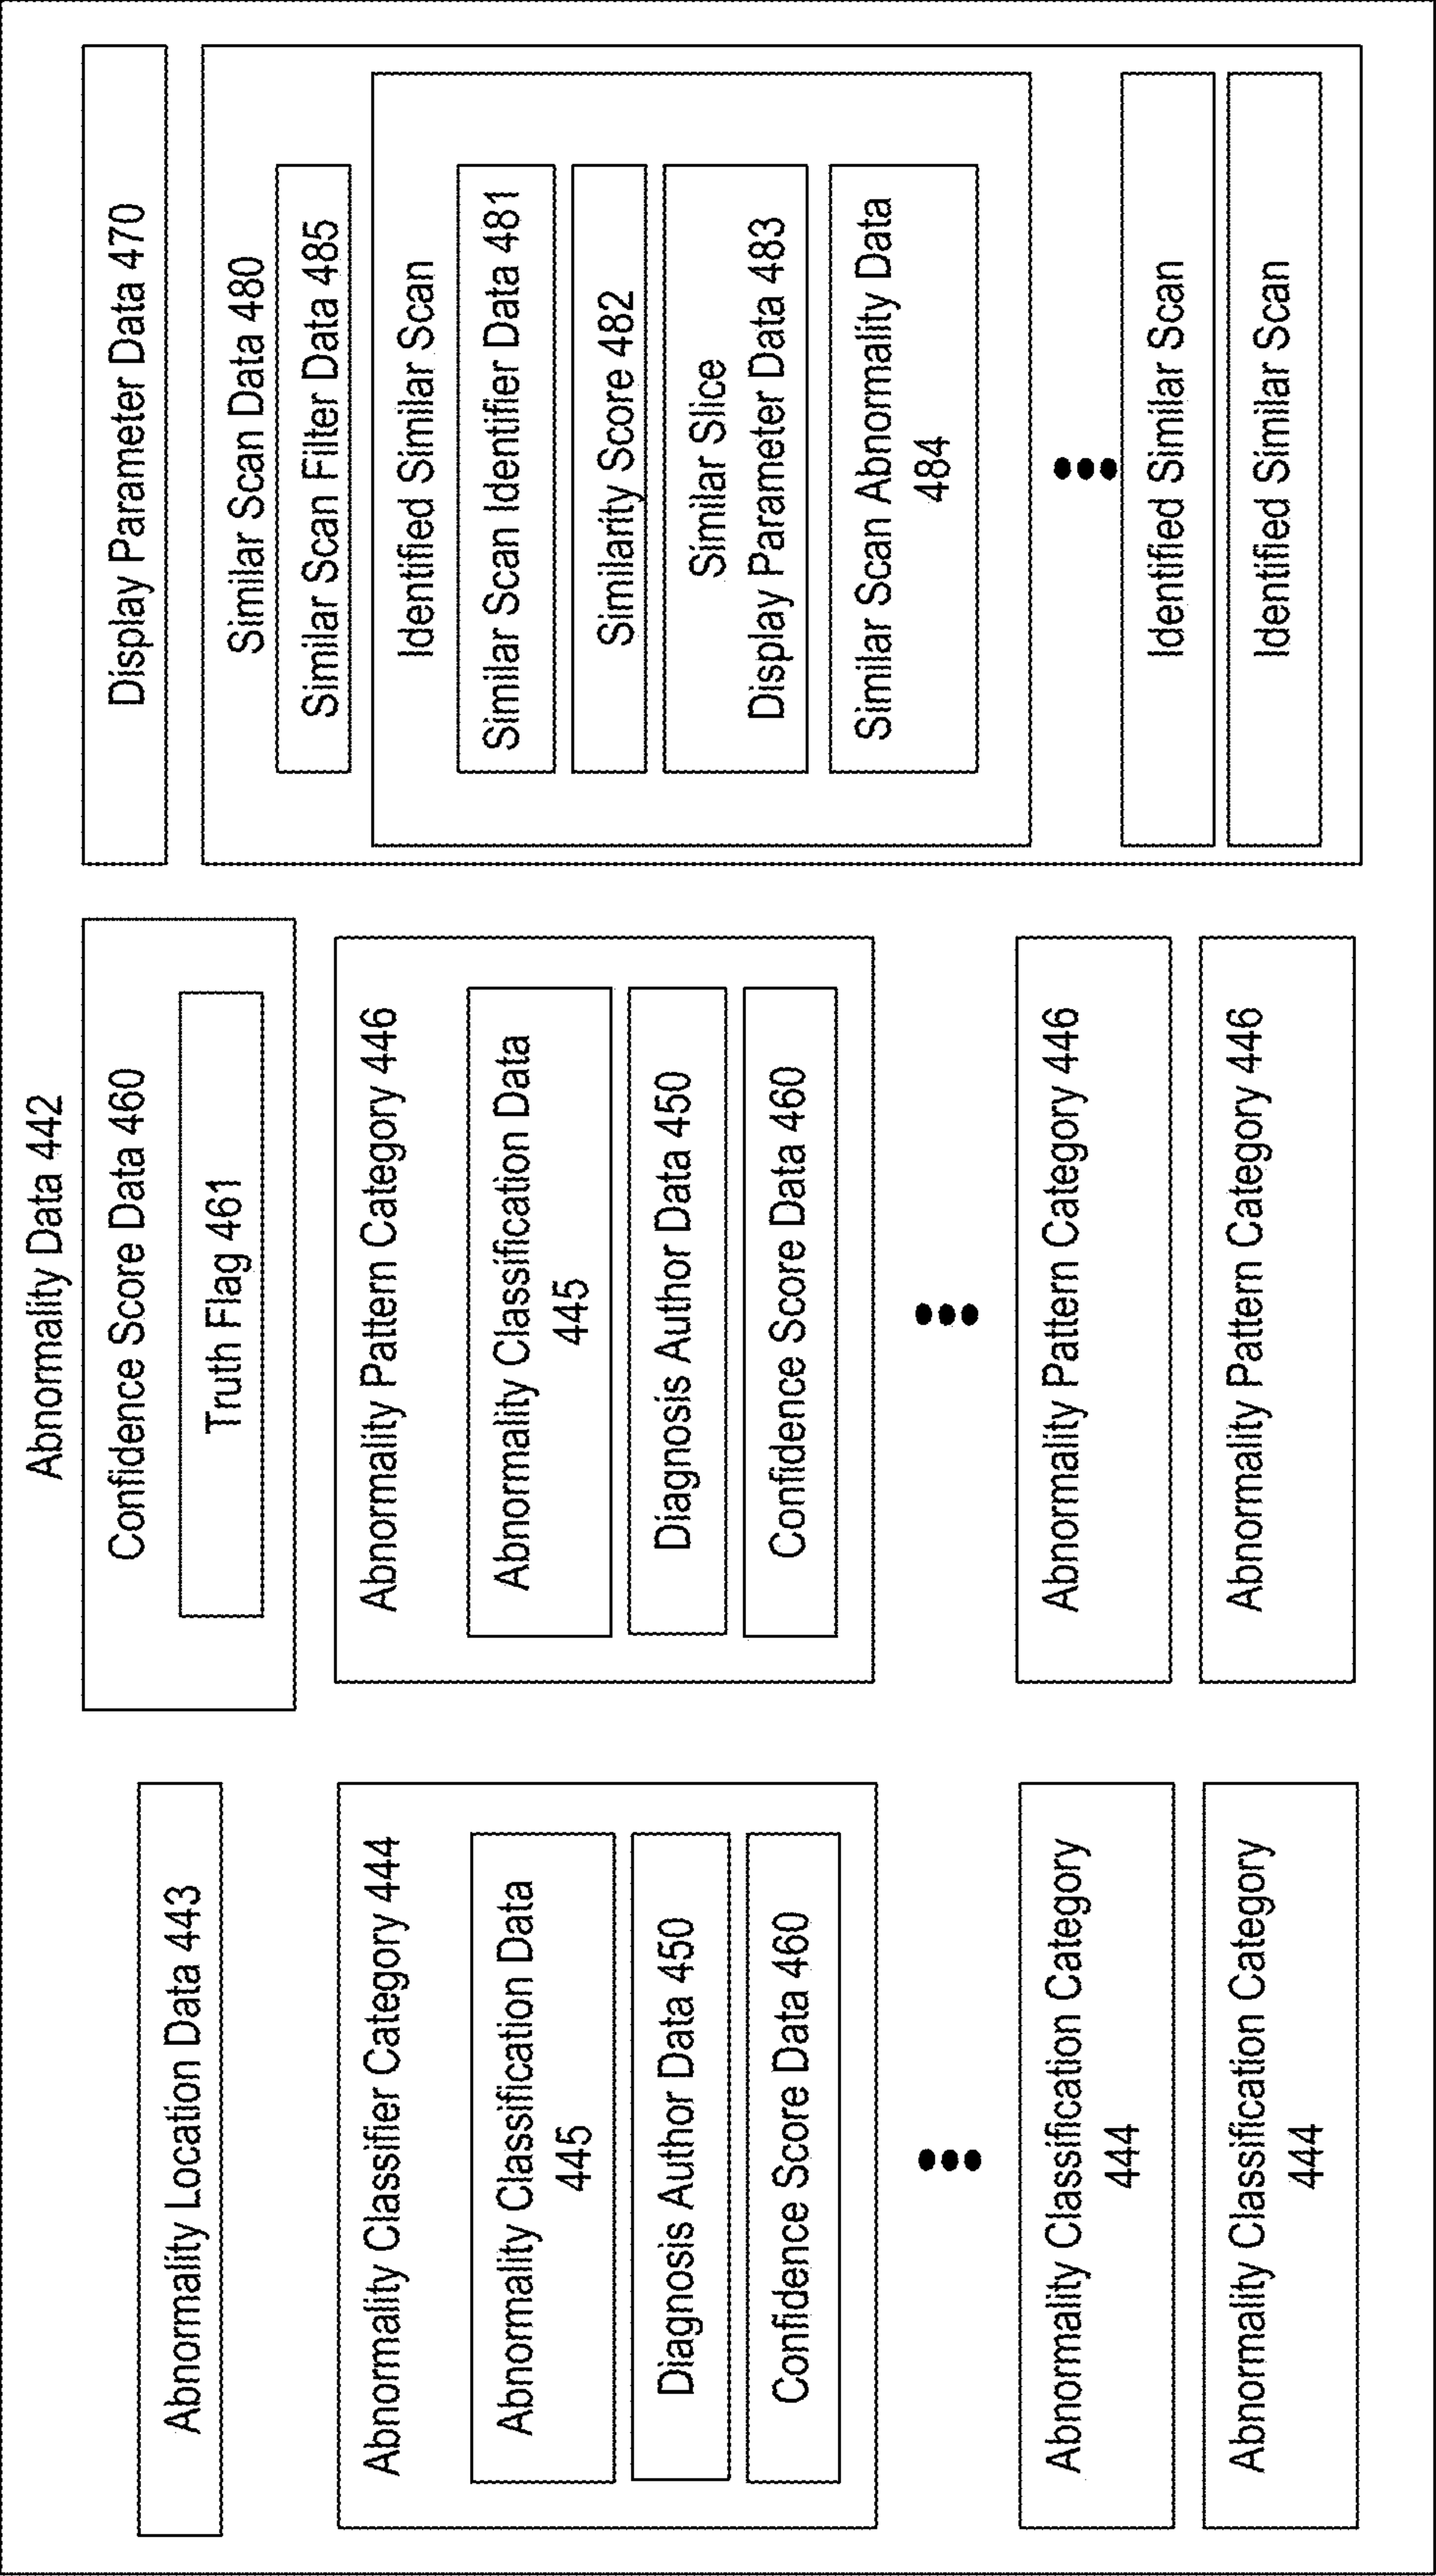 Abnormality Data 442
Abnormality Location Data 443
Abnormality Classifier Category 444
Abnormality Classification Data
445
Diagnosis Author Data 450
Confidence Score Data 460
Abnormality Classification Category
444
Abnormality Classification Category
444
Confidence Score Data 460
Truth Flag 461
Abnormality Pattern Category 446
Abnormality Classification Data
445
Diagnosis Author Data 450
Confidence Score Data 460
Abnormality Pattern Category 446
Abnormality Pattern Category 446
Display Parameter Data 470
Similar Scan Data 480
Similar Scan Filter Data 485
Identified Similar Scan
Similar Scan Identifier Data 481
Similarity Score 482
Similar Slice
Display Parameter Data 483
Similar Scan Abnormality Data
484
Identified Similar Scan
Identified Similar Scan